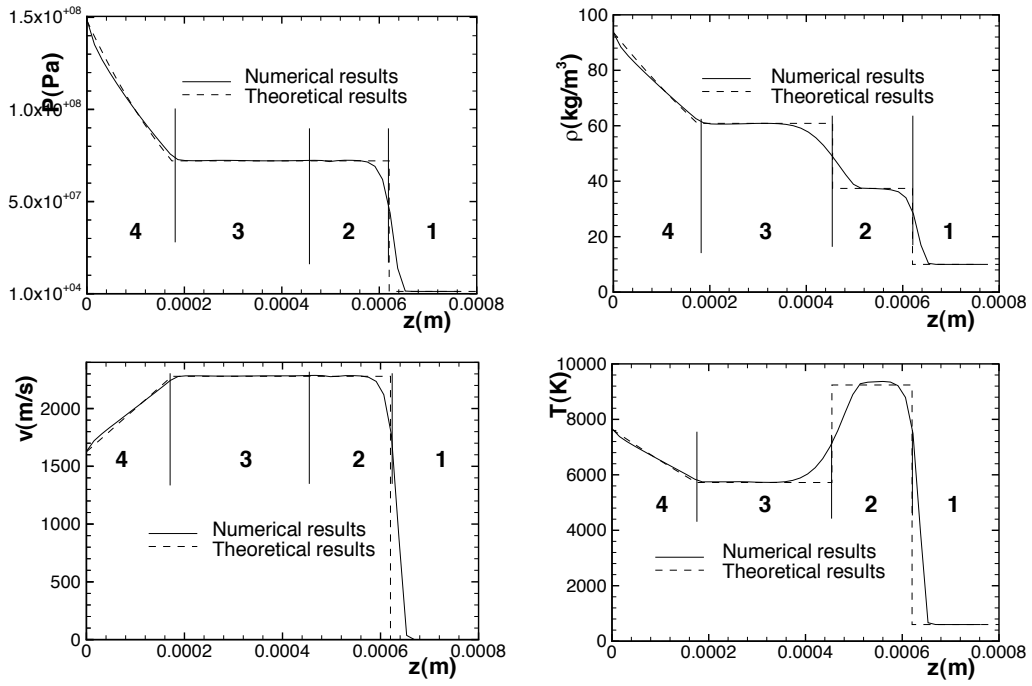 1.5x10+08
1.0x10+08
5.0x10+07
1.0x10+04
P(Pa)
Numerical results
Theoretical results
4
3
2
1
0
0.0002
0.0004
0.0006
0.0008
z(m)
100
80
60
40
20
0
ρ(kg/m³)
Numerical results
Theoretical results
4
3
2
1
0
0.0002
0.0004
0.0006
0.0008
z(m)
2000
1500
1000
500
0
v(m/s)
4
3
2
1
Numerical results
Theoretical results
0
0.0002
0.0004
0.0006
0.0008
z(m)
10000
8000
6000
4000
2000
0
T(K)
4
3
2
1
Numerical results
Theoretical results
0
0.0002
0.0004
0.0006
0.0008
z(m)